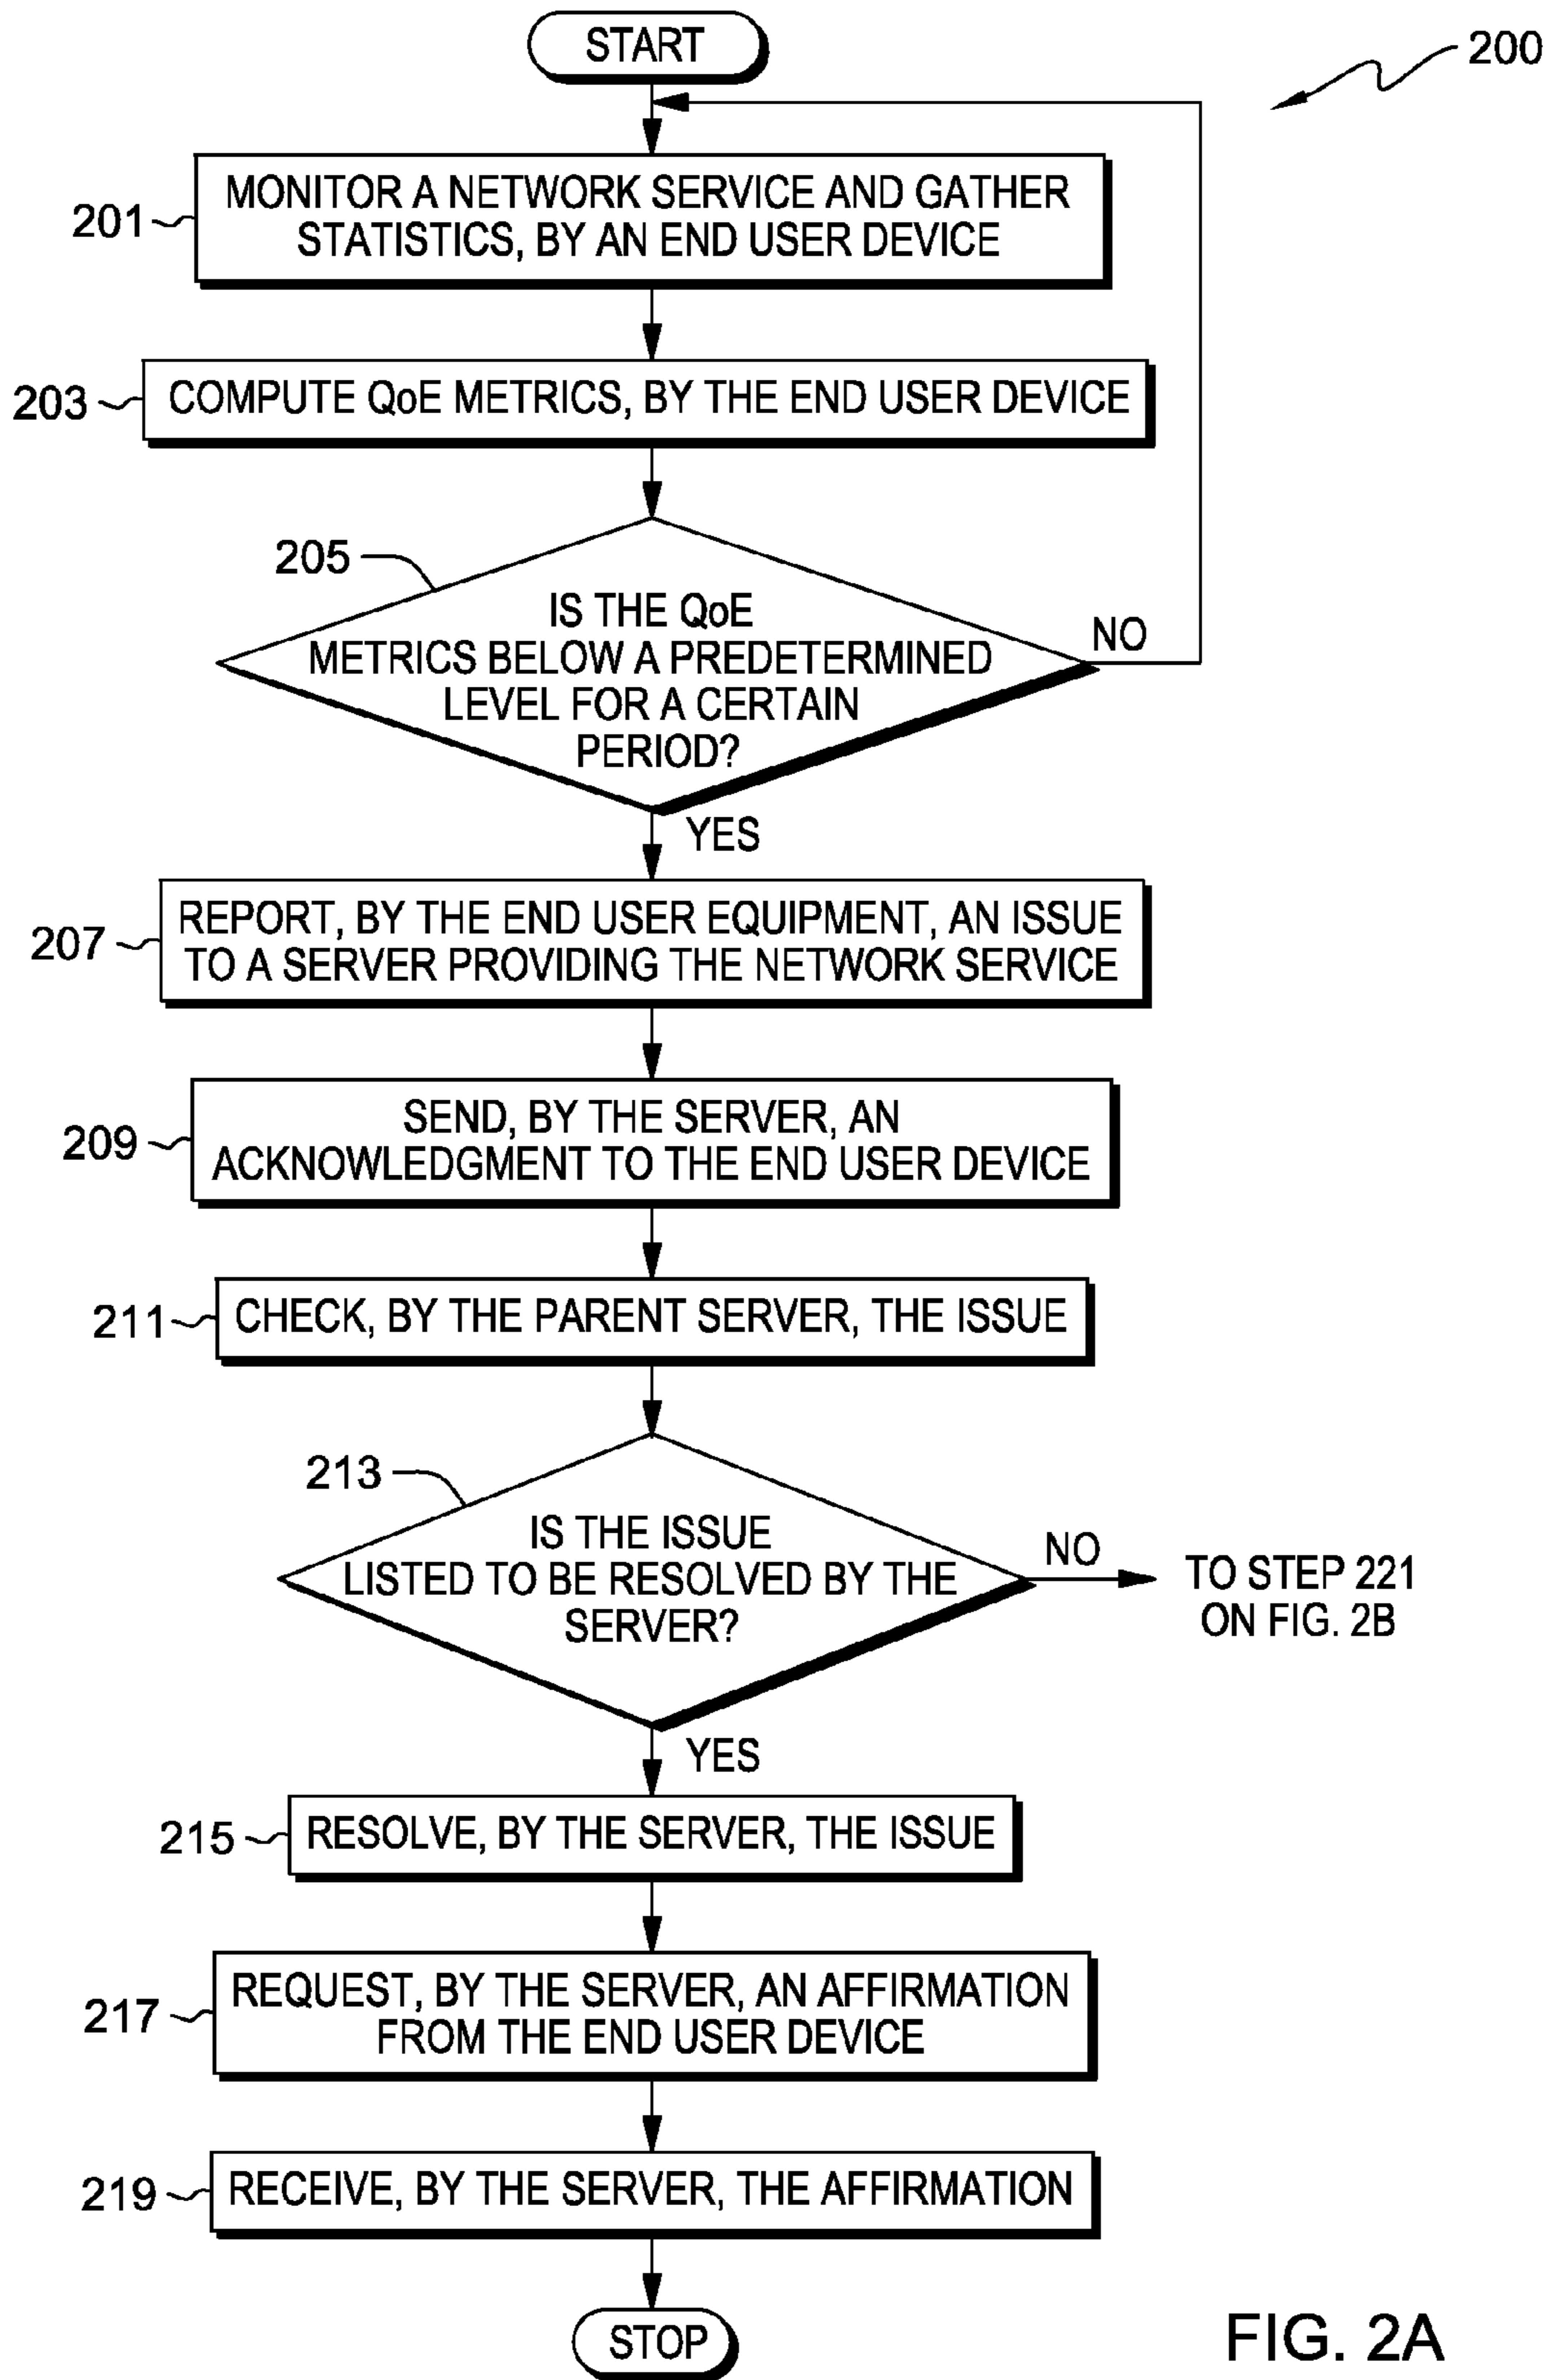 START
200
201
MONITOR A NETWORK SERVICE AND GATHER
STATISTICS, BY AN END USER DEVICE
203
COMPUTE QoE METRICS, BY THE END USER DEVICE
205
IS THE QoE
METRICS BELOW A PREDETERMINED
LEVEL FOR A CERTAIN
PERIOD?
NO
YES
207
REPORT, BY THE END USER EQUIPMENT, AN ISSUE
TO A SERVER PROVIDING THE NETWORK SERVICE
209
SEND, BY THE SERVER, AN
ACKNOWLEDGMENT TO THE END USER DEVICE
211
CHECK, BY THE PARENT SERVER, THE ISSUE
213
IS THE ISSUE
LISTED TO BE RESOLVED BY THE
SERVER?
NO
TO STEP 221
ON FIG. 2B
YES
215
RESOLVE, BY THE SERVER, THE ISSUE
217
REQUEST, BY THE SERVER, AN AFFIRMATION
FROM THE END USER DEVICE
219
RECEIVE, BY THE SERVER, THE AFFIRMATION
STOP
FIG. 2A